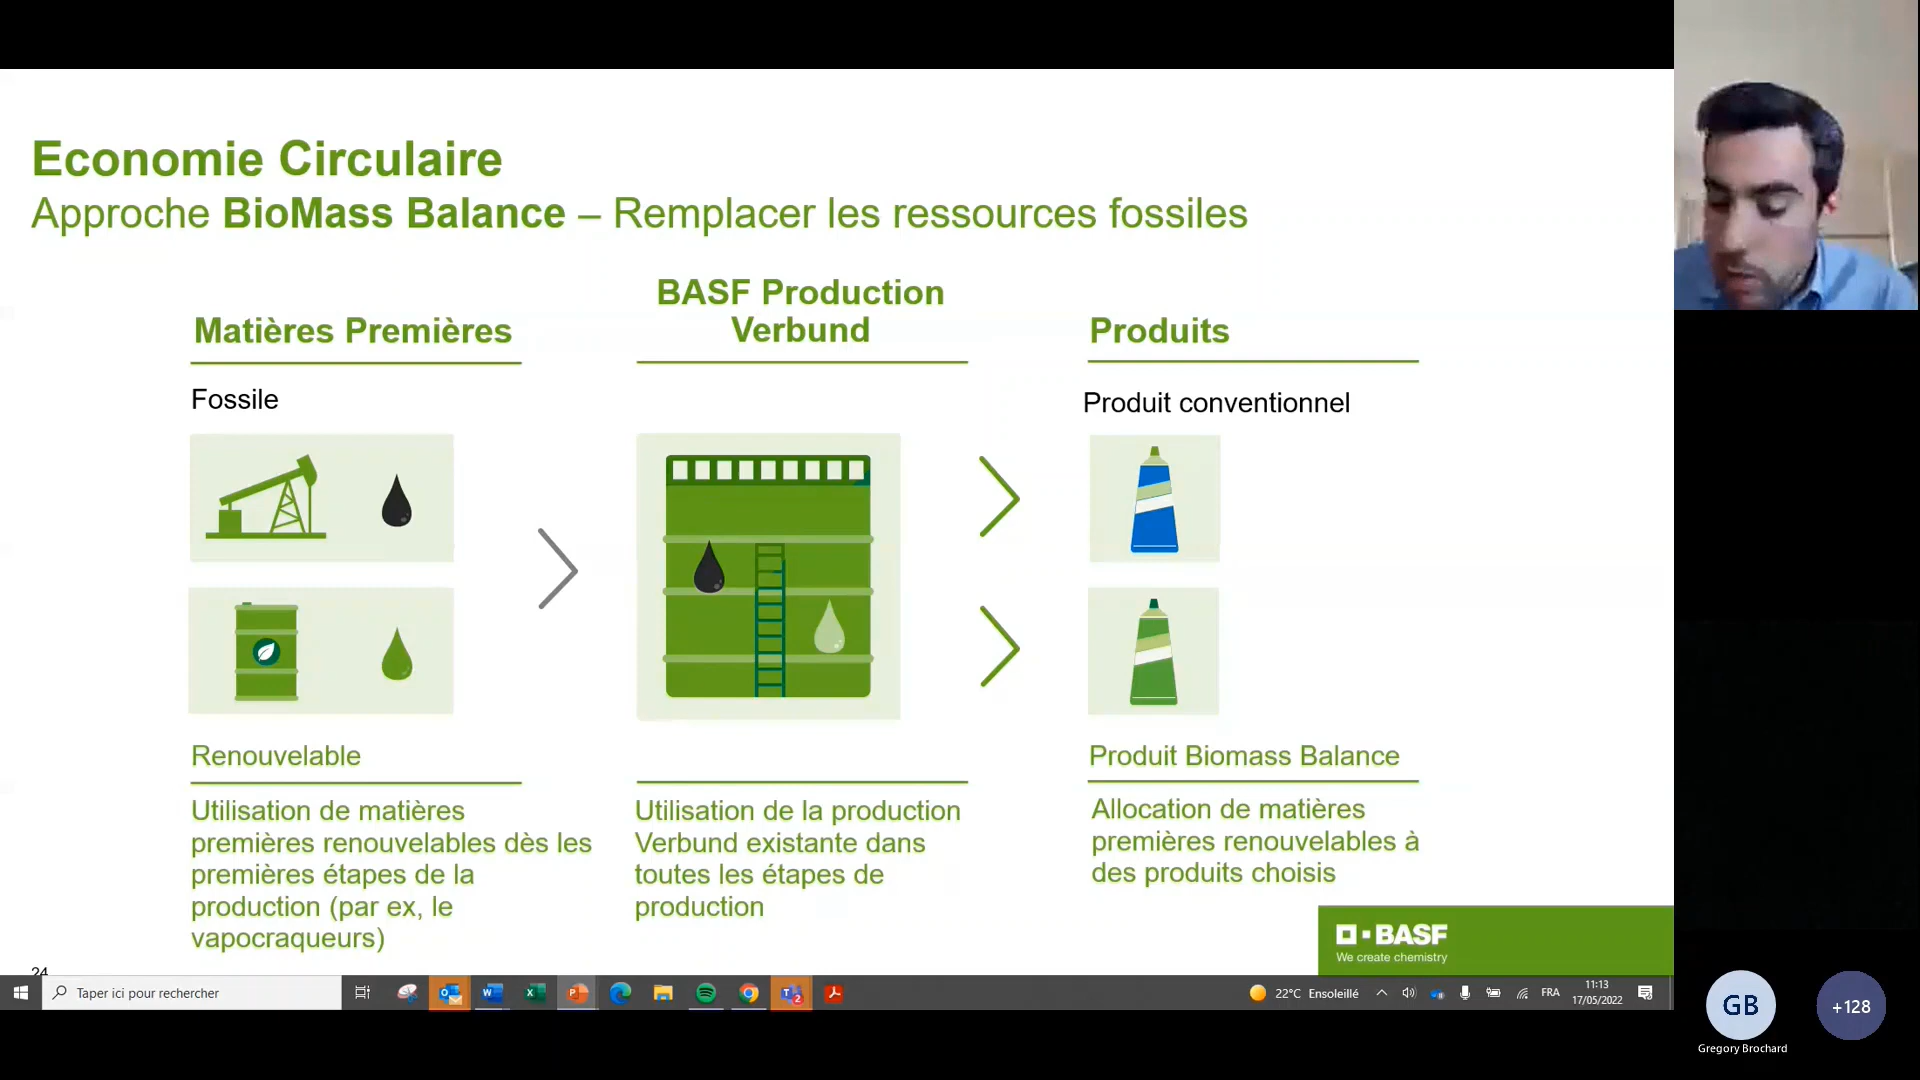 Economie Circulaire
Approche BioMass Balance – Remplacer les ressources fossiles
Matières Premières
BASF Production
Verbund
Produits
Fossile
Produit conventionnel
Renouvelable
Produit Biomass Balance
Utilisation de matières
premières renouvelables dès les
premières étapes de la
production (par ex, le
vapocraqueurs)
Utilisation de la production
Verbund existante dans
toutes les étapes de
production
Allocation de matières
premières renouvelables à
des produits choisis
BASF
We create chemistry
24
Taper ici pour rechercher
22°C Ensoleillé
FRA
11:13
17/05/2022
GB
+128
Gregory Brochard